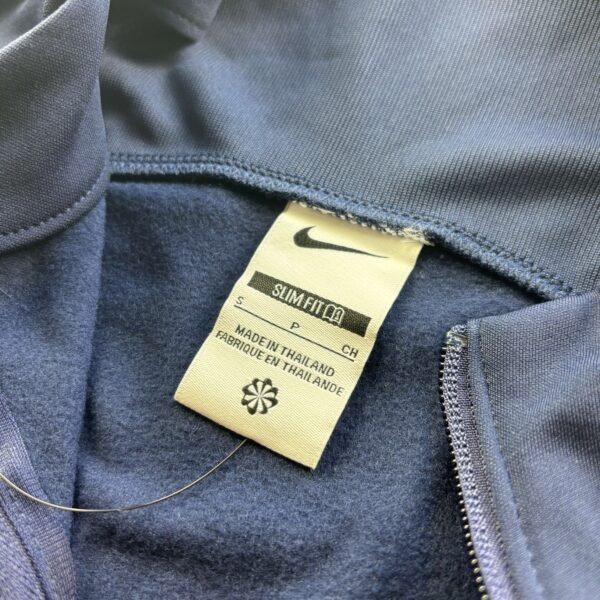 SLIM FIT
S P CH
MADE IN THAILAND
FABRIQUE EN THAILANDE